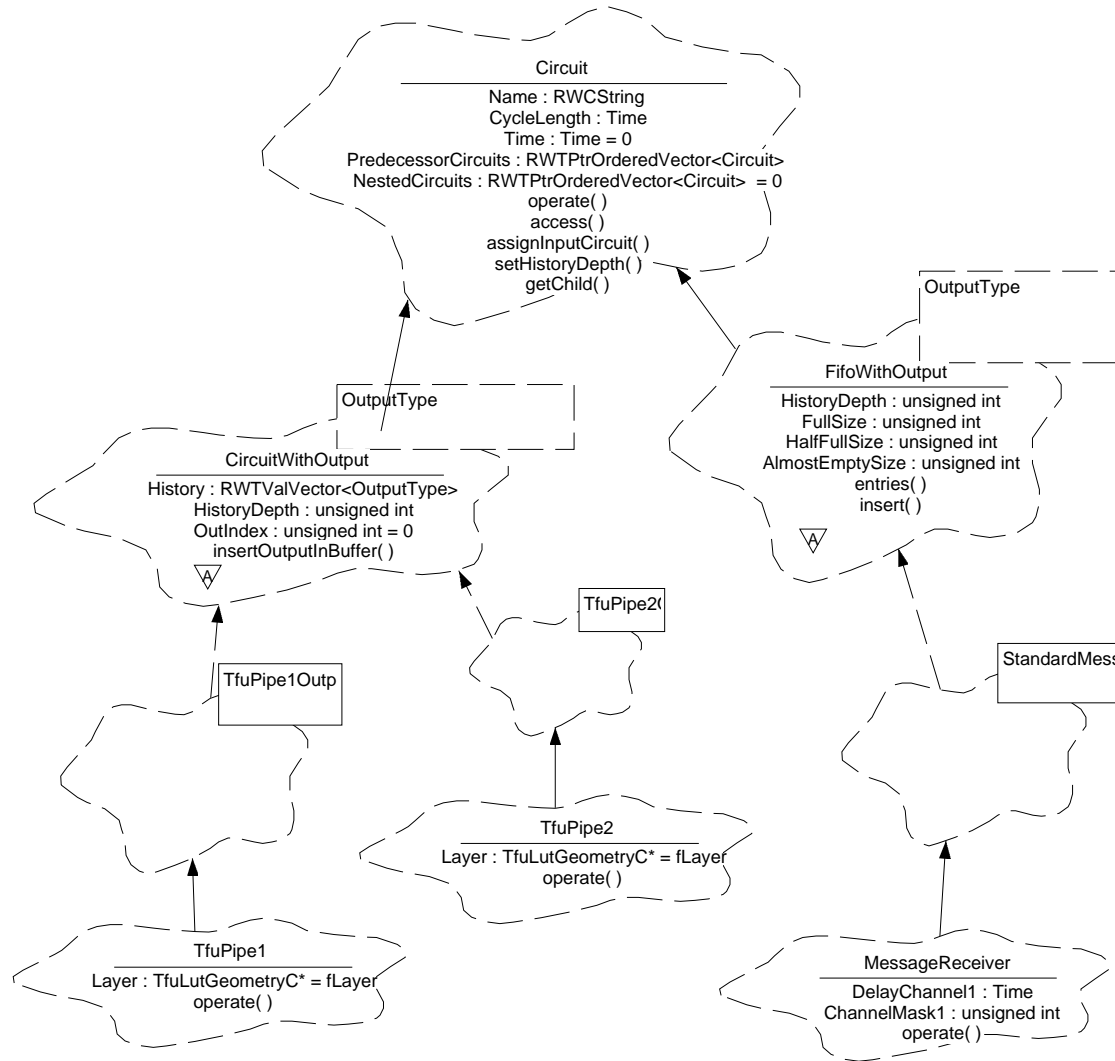 Circuit
Name : RWCString
CycleLength : Time
Time : Time = 0
PredecessorCircuits : RWTPtrOrderedVector<Circuit>
NestedCircuits : RWTPtrOrderedVector<Circuit> = 0
operate( )
access( )
assignInputCircuit( )
setHistoryDepth( )
getChild( )
OutputType
FifoWithOutput
HistoryDepth : unsigned int
FullSize : unsigned int
HalfFullSize : unsigned int
AlmostEmptySize : unsigned int
entries( )
insert( )
A
OutputType
CircuitWithOutput
History : RWTValVector<OutputType>
HistoryDepth : unsigned int
OutIndex : unsigned int = 0
insertOutputInBuffer( )
A
TfuPipe2(
StandardMess
TfuPipe1Outp
TfuPipe2
Layer : TfuLutGeometryC* = fLayer
operate( )
TfuPipe1
Layer : TfuLutGeometryC* = fLayer
operate( )
MessageReceiver
DelayChannel1 : Time
ChannelMask1 : unsigned int
operate( )